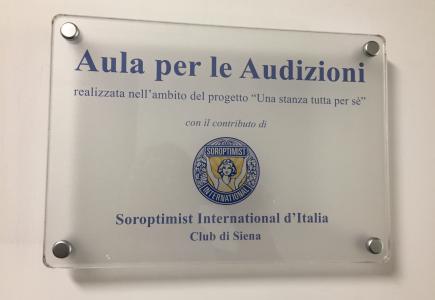 Aula per le Audizioni
realizzata nell'ambito del progetto "Una stanza tutta per sè"
con il contributo di
SOROPTIMIST
INTERNATIONAL
Soroptimist International d'Italia
Club di Siena